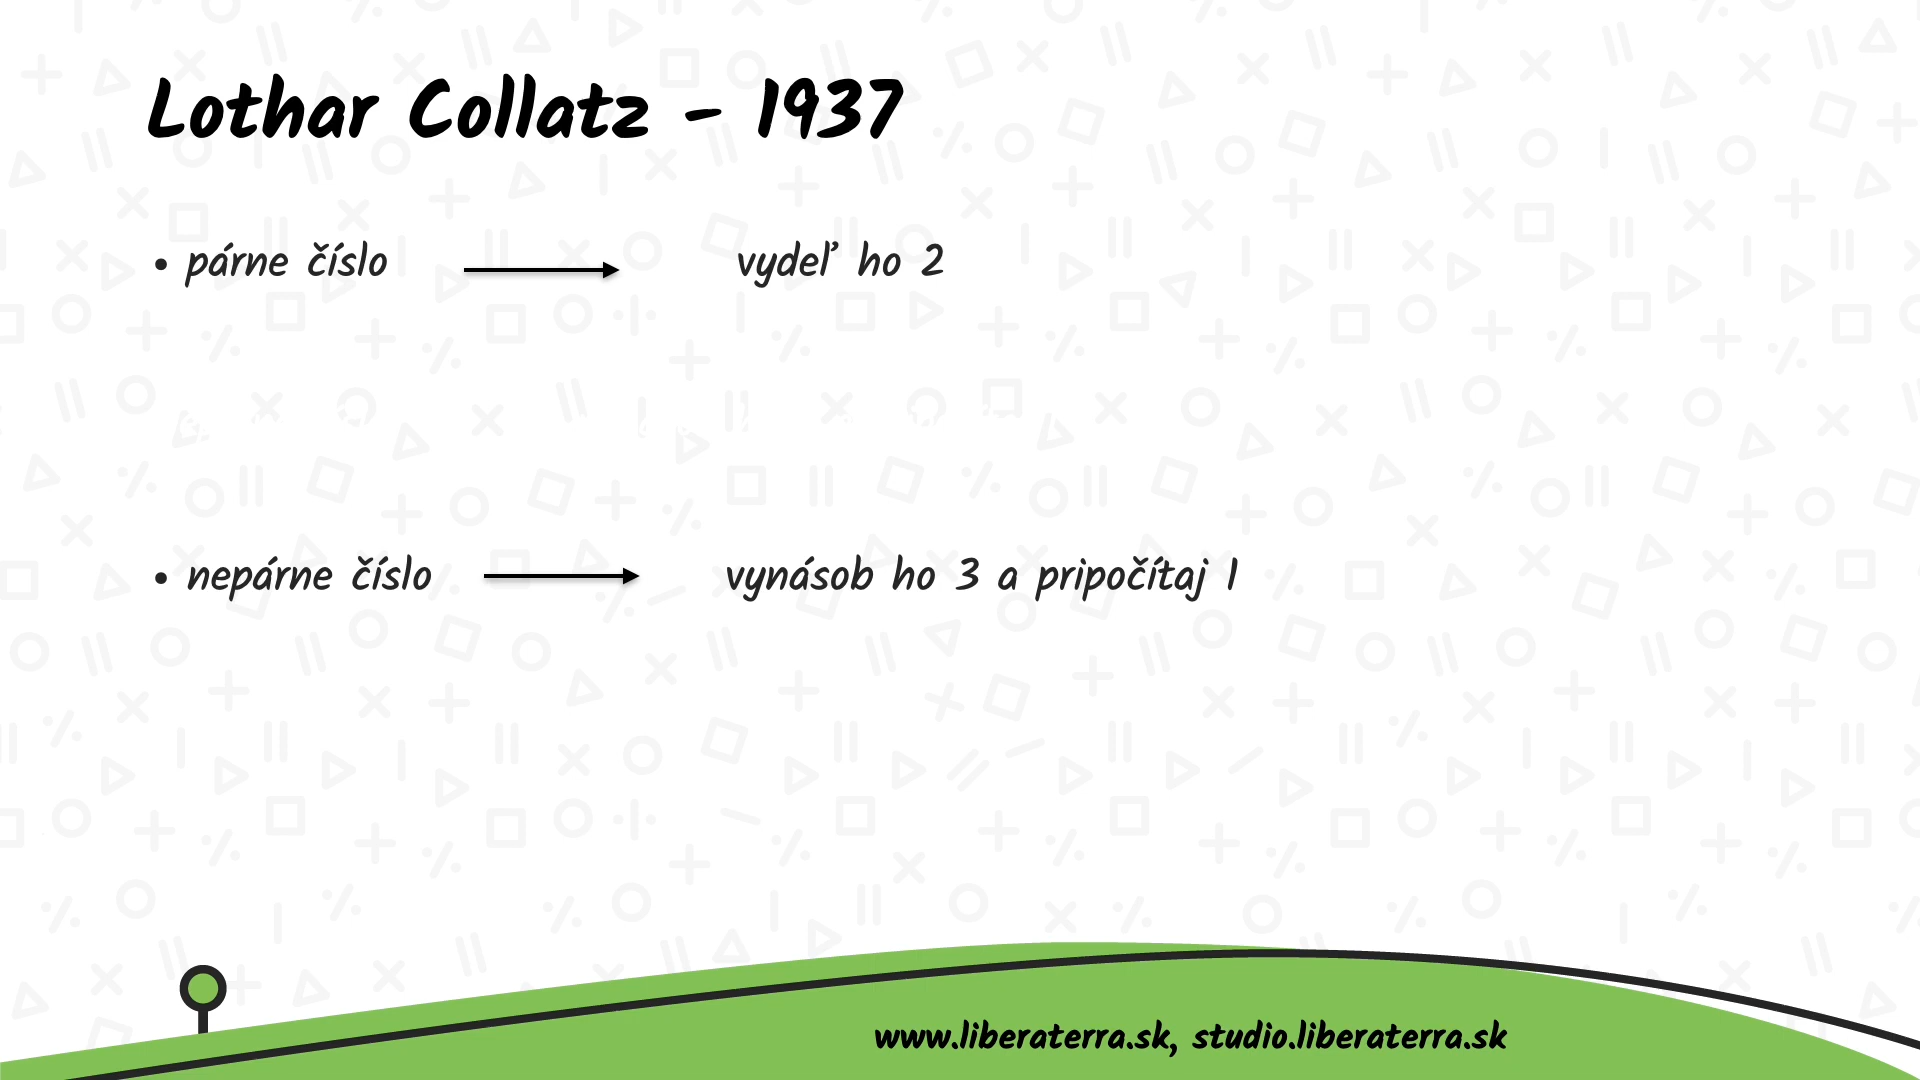 Lothar Collatz - 1937
• párne číslo vydeľ ho 2
• nepárne číslo vynásob ho 3 a pripočítaj 1
www.liberaterra.sk, studio.liberaterra.sk